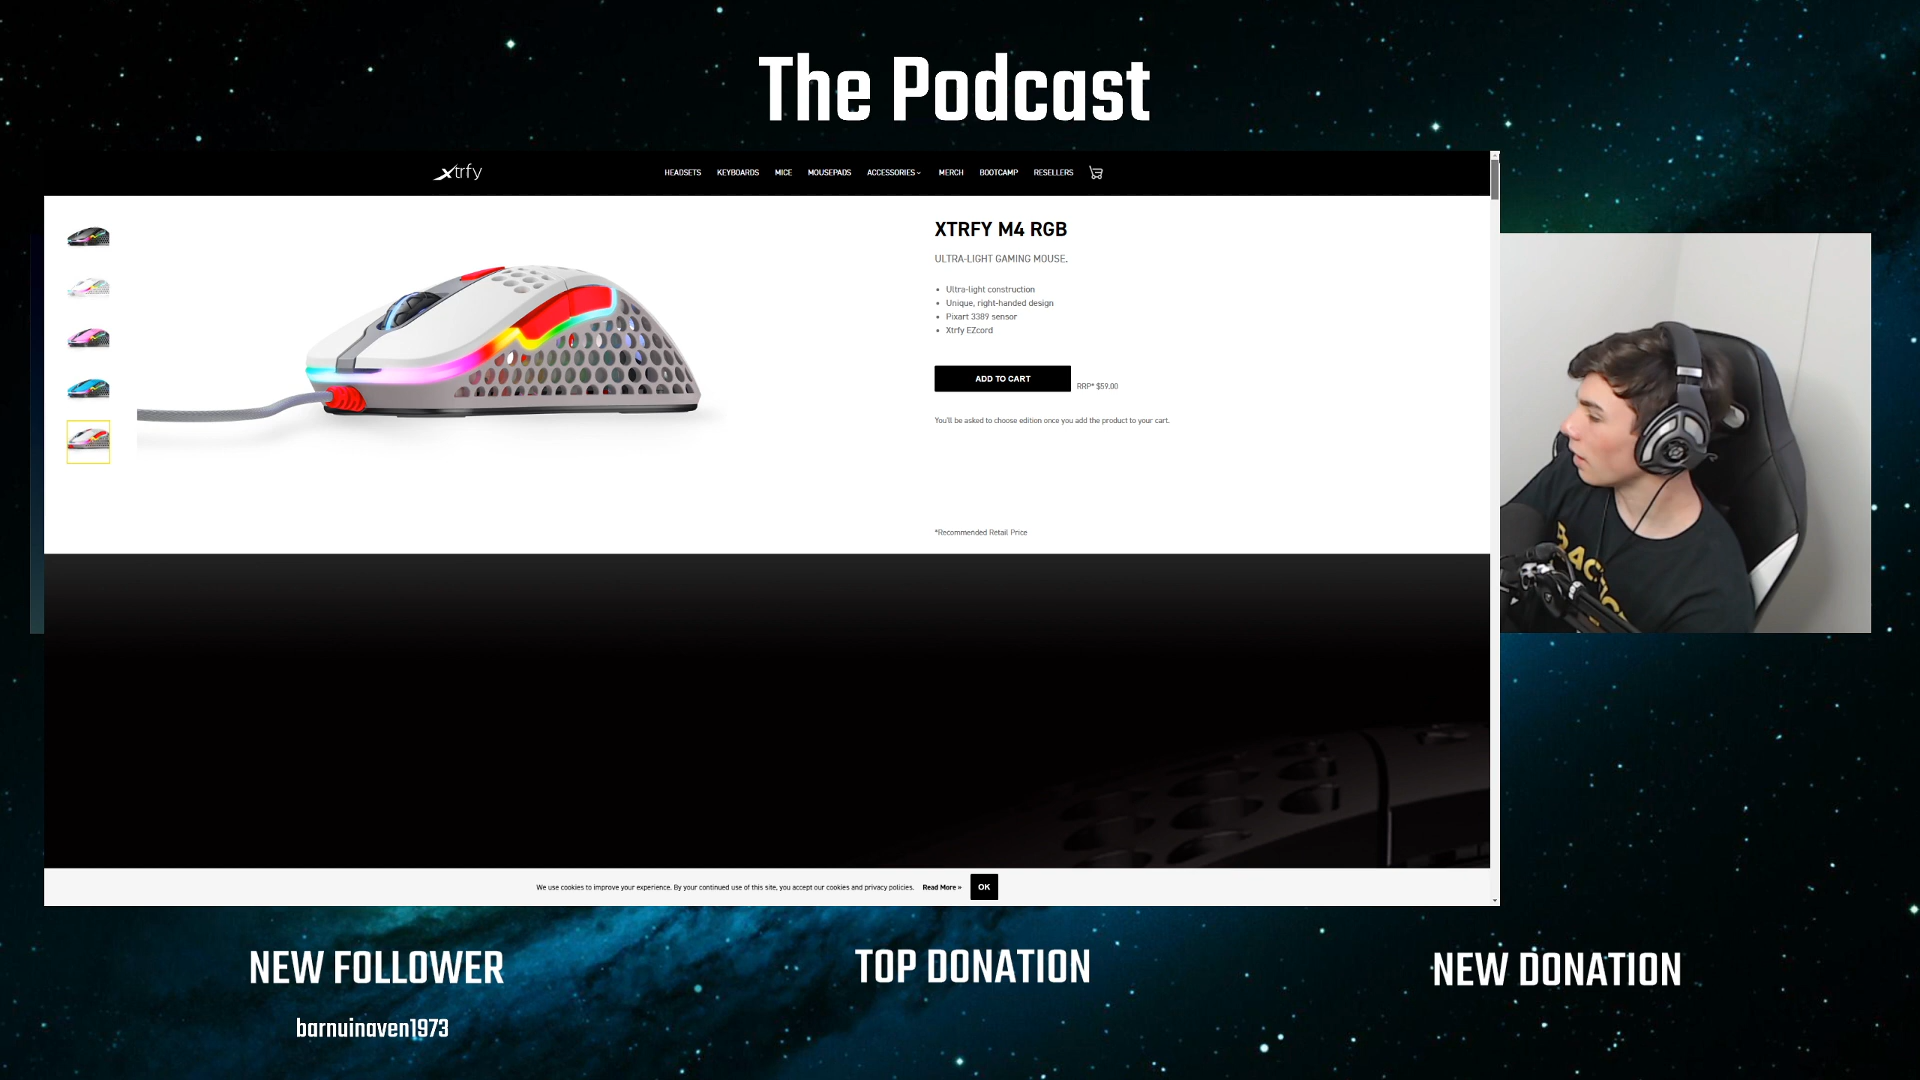 The Podcast
xtrfy
HEADSETS KEYBOARDS MICE MOUSEPADS ACCESSORIES MERCH BOOTCAMP RESELLERS
XTRFY M4 RGB
ULTRA-LIGHT GAMING MOUSE.
Ultra-light construction
Unique, right-handed design
Pixart 3389 sensor
Xtrfy EZcord
ADD TO CART RRP* $59.00
You'll be asked to choose edition once you add the product to your cart.
*Recommended Retail Price
We use cookies to improve your experience. By your continued use of this site, you accept our cookies and privacy policies. Read More » OK
NEW FOLLOWER
barnuinaven1973
TOP DONATION
NEW DONATION